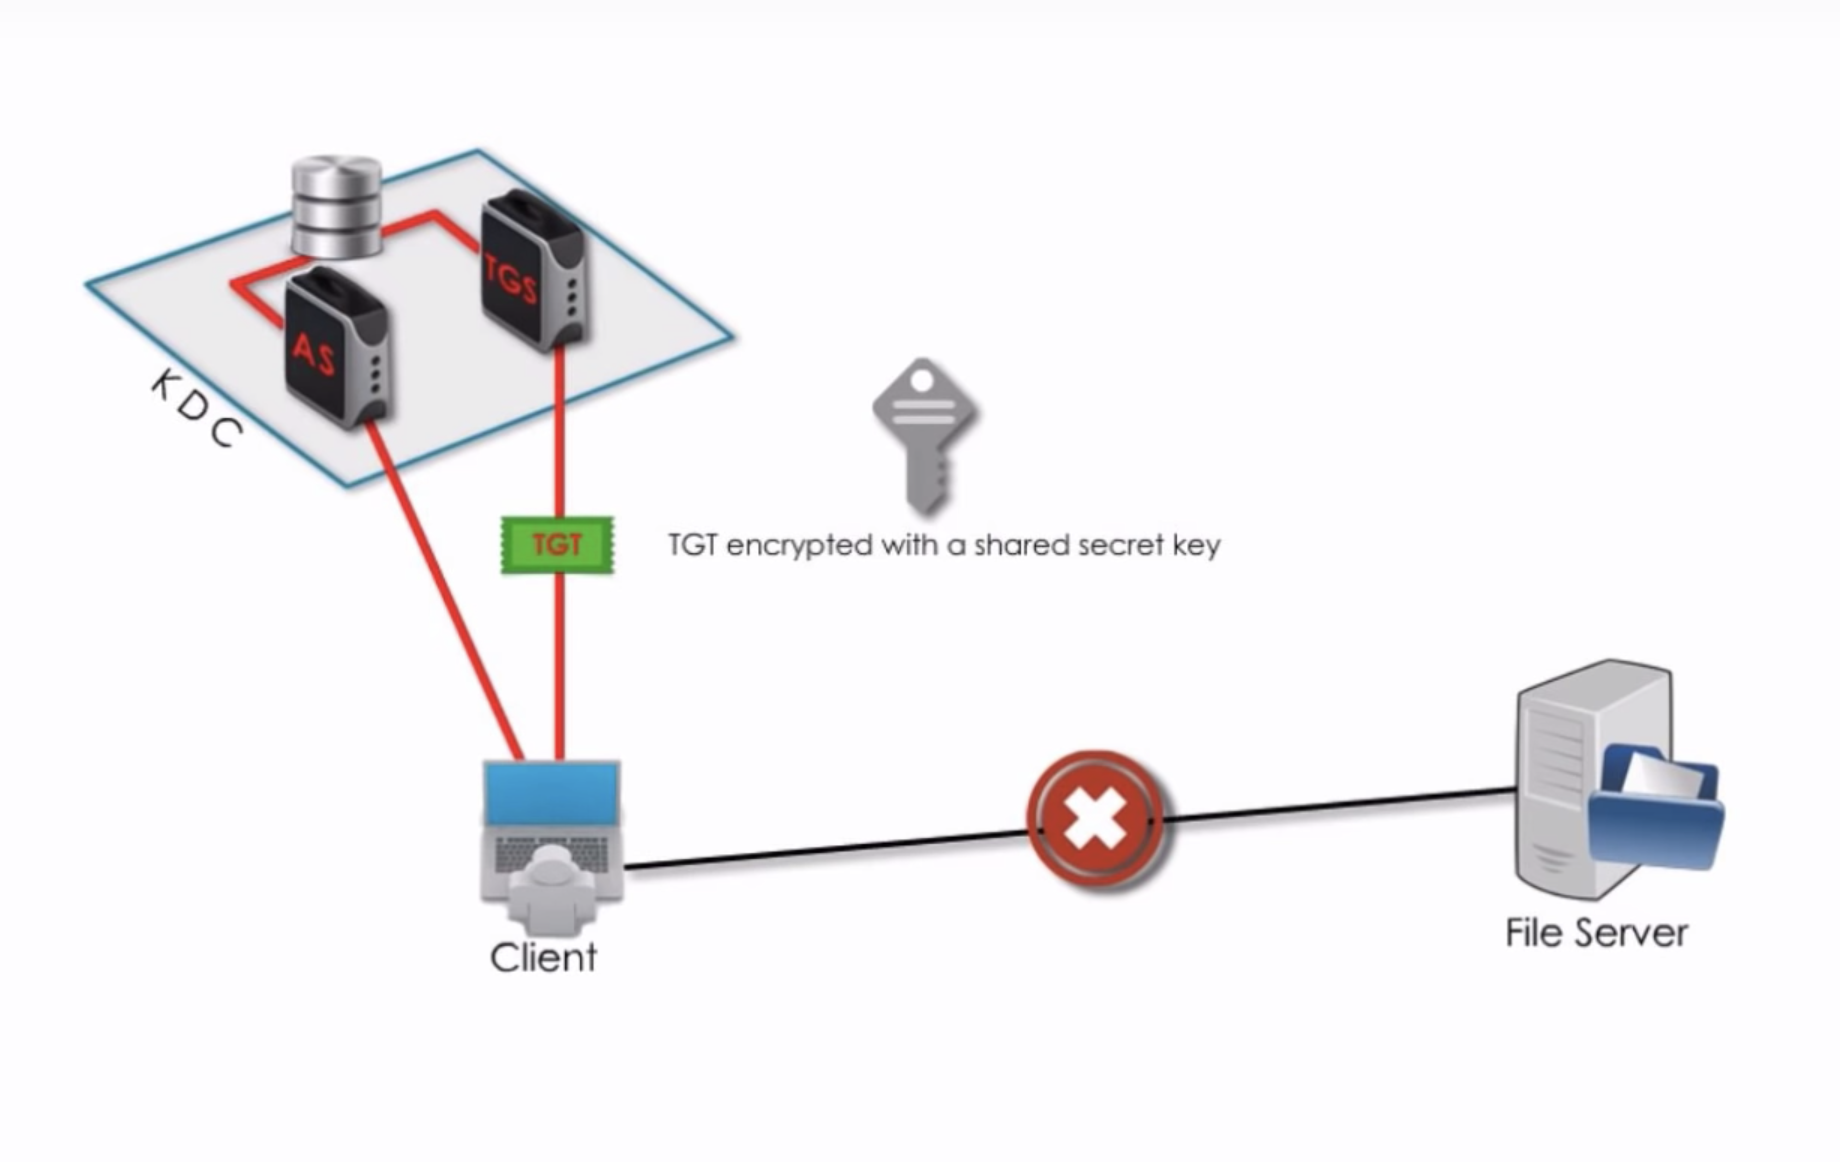 TGS
AS
KDC
TGT
TGT encrypted with a shared secret key
File Server
Client